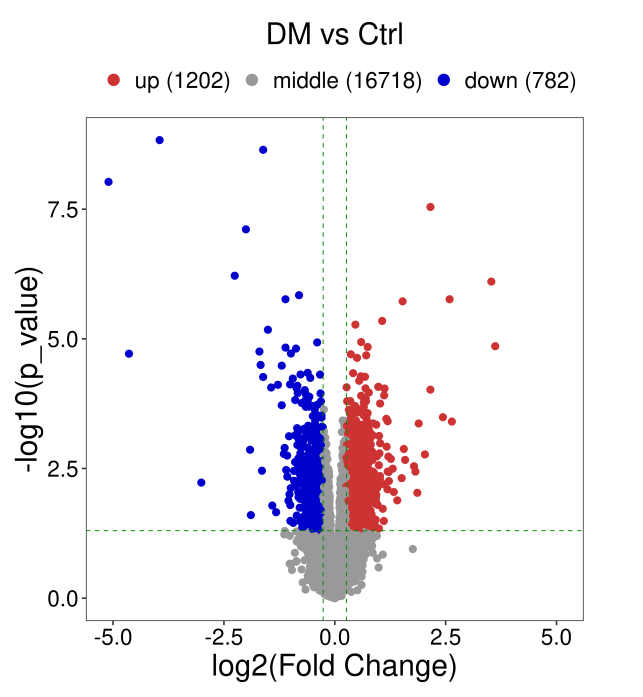 DM vs Ctrl
up (1202) middle (16718) down (782)
-log10(p_value)
7.5
5.0
2.5
0.0
-5.0 -2.5 0.0 2.5 5.0
log2(Fold Change)